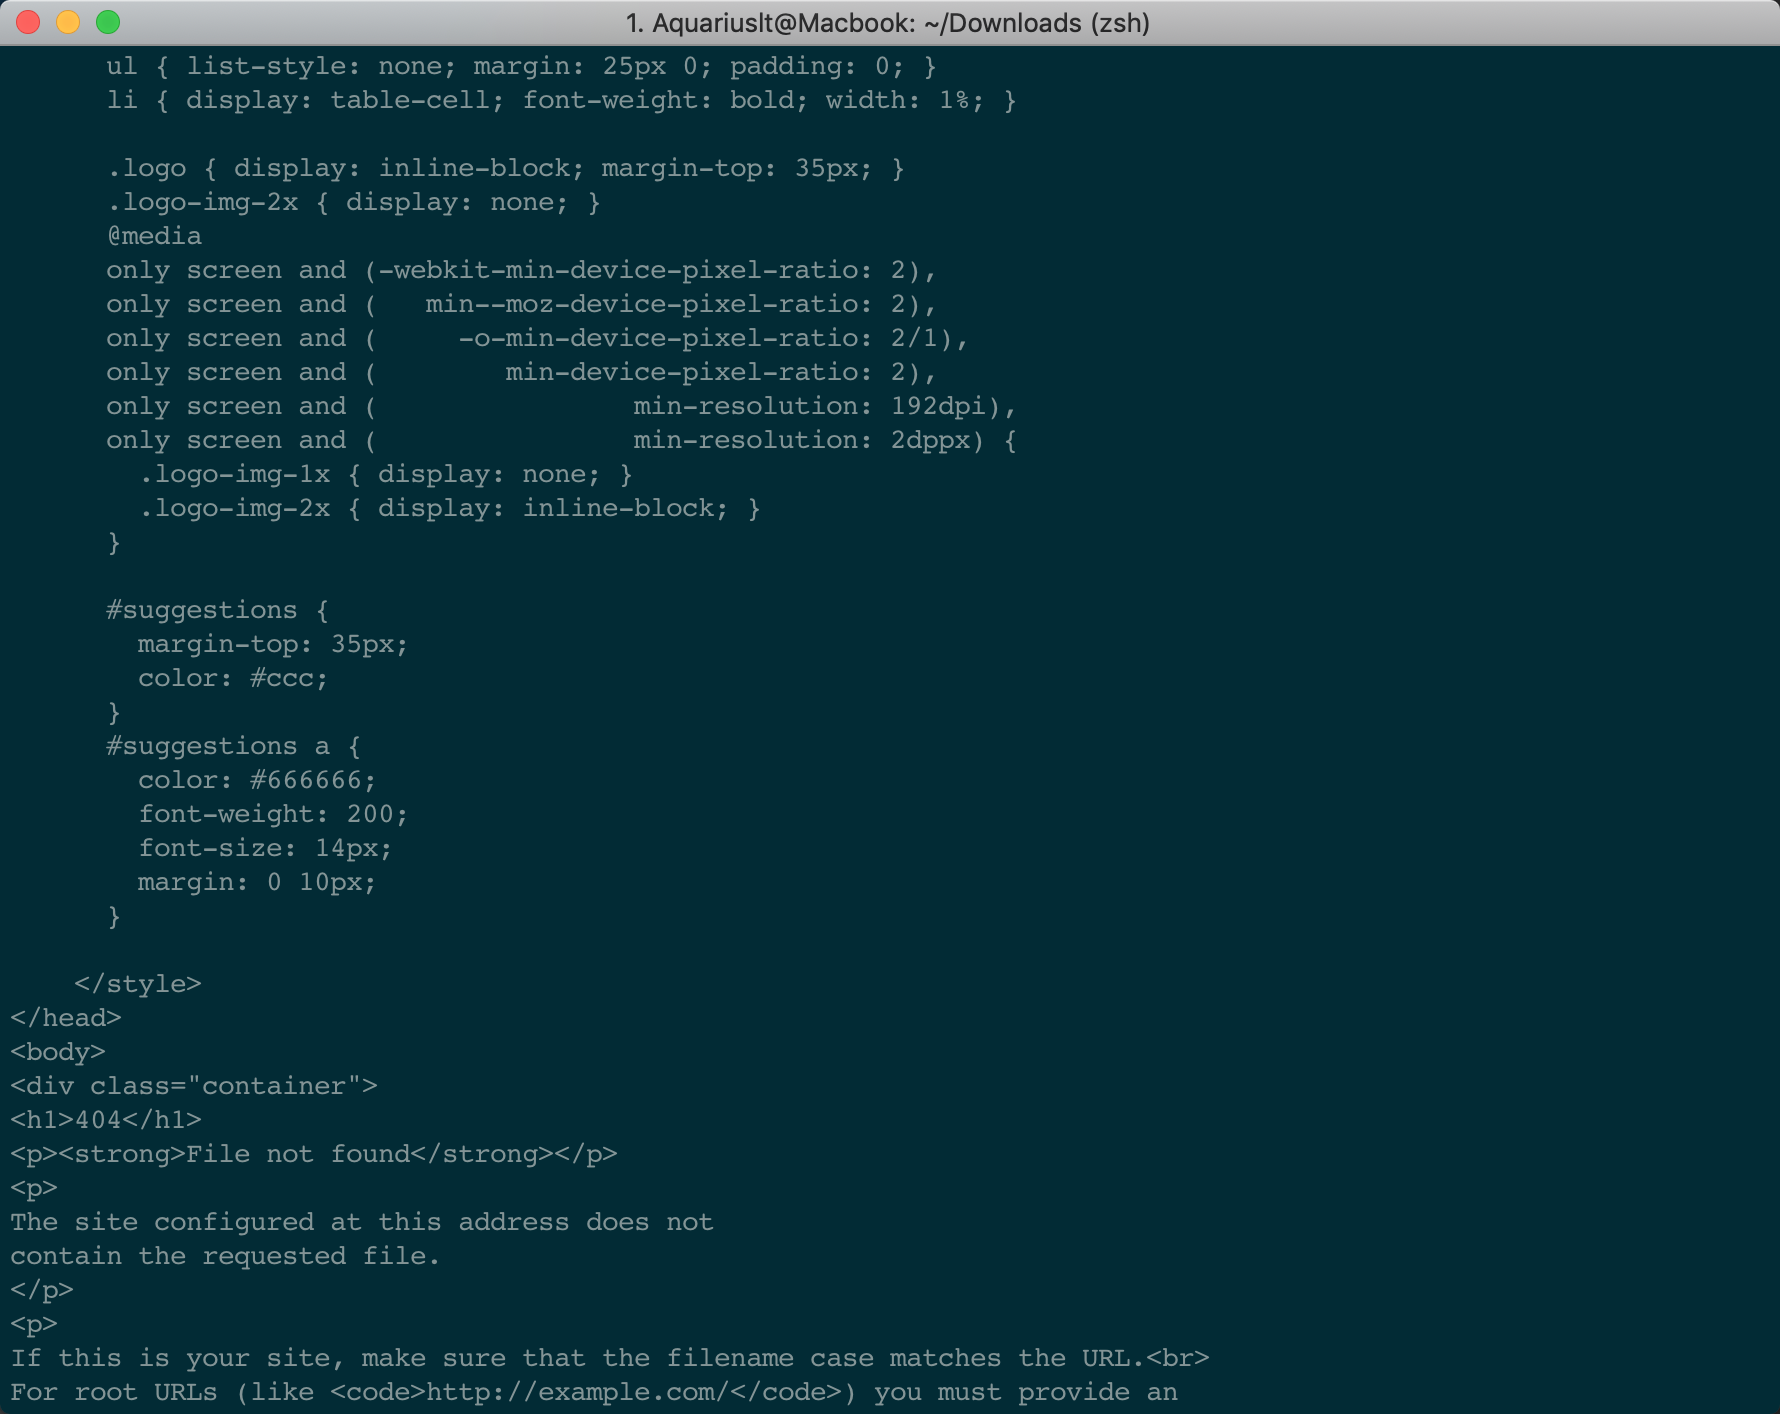 1. Aquariuslt@Macbook: ~/Downloads (zsh)
ul { list-style: none; margin: 25px 0; padding: 0; }
li { display: table-cell; font-weight: bold; width: 1%; }
.logo { display: inline-block; margin-top: 35px; }
.logo-img-2x { display: none; }
@media
only screen and (-webkit-min-device-pixel-ratio: 2),
only screen and (   min--moz-device-pixel-ratio: 2),
only screen and (     -o-min-device-pixel-ratio: 2/1),
only screen and (        min-device-pixel-ratio: 2),
only screen and (                min-resolution: 192dpi),
only screen and (                min-resolution: 2dppx) {
  .logo-img-1x { display: none; }
  .logo-img-2x { display: inline-block; }
}
#suggestions {
  margin-top: 35px;
  color: #ccc;
}
#suggestions a {
  color: #666666;
  font-weight: 200;
  font-size: 14px;
  margin: 0 10px;
}
</style>
</head>
<body>
<div class="container">
<h1>404</h1>
<p><strong>File not found</strong></p>
<p>
The site configured at this address does not
contain the requested file.
</p>
<p>
If this is your site, make sure that the filename case matches the URL.<br>
For root URLs (like <code>http://example.com/</code>) you must provide an